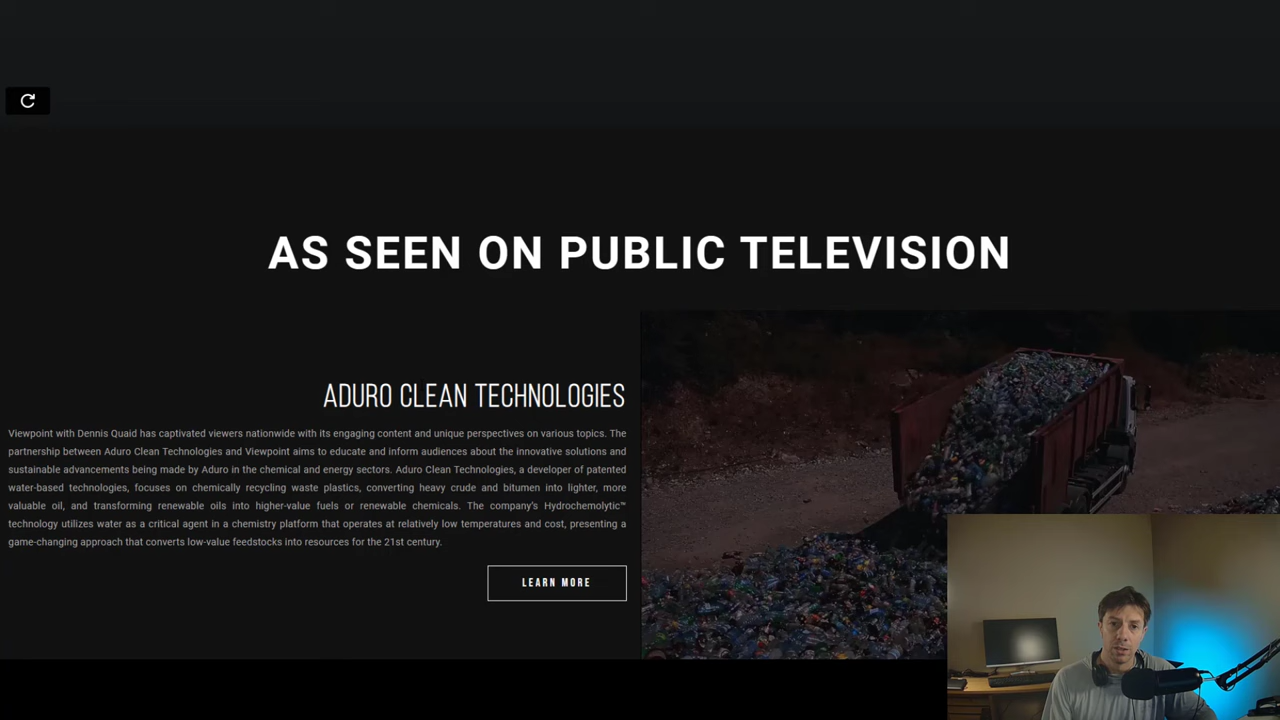 AS SEEN ON PUBLIC TELEVISION
ADURO CLEAN TECHNOLOGIES
Viewpoint with Dennis Quaid has captivated viewers nationwide with its engaging content and unique perspectives on various topics. The
partnership between Aduro Clean Technologies and Viewpoint aims to educate and inform audiences about the innovative solutions and
sustainable advancements being made by Aduro in the chemical and energy sectors. Aduro Clean Technologies, a developer of patented
water-based technologies, focuses on chemically recycling waste plastics, converting heavy crude and bitumen into lighter, more
valuable oil, and transforming renewable oils into higher-value fuels or renewable chemicals. The company's Hydrochemolytic™
technology utilizes water as a critical agent in a chemistry platform that operates at relatively low temperatures and cost, presenting a
game-changing approach that converts low-value feedstocks into resources for the 21st century.
LEARN MORE